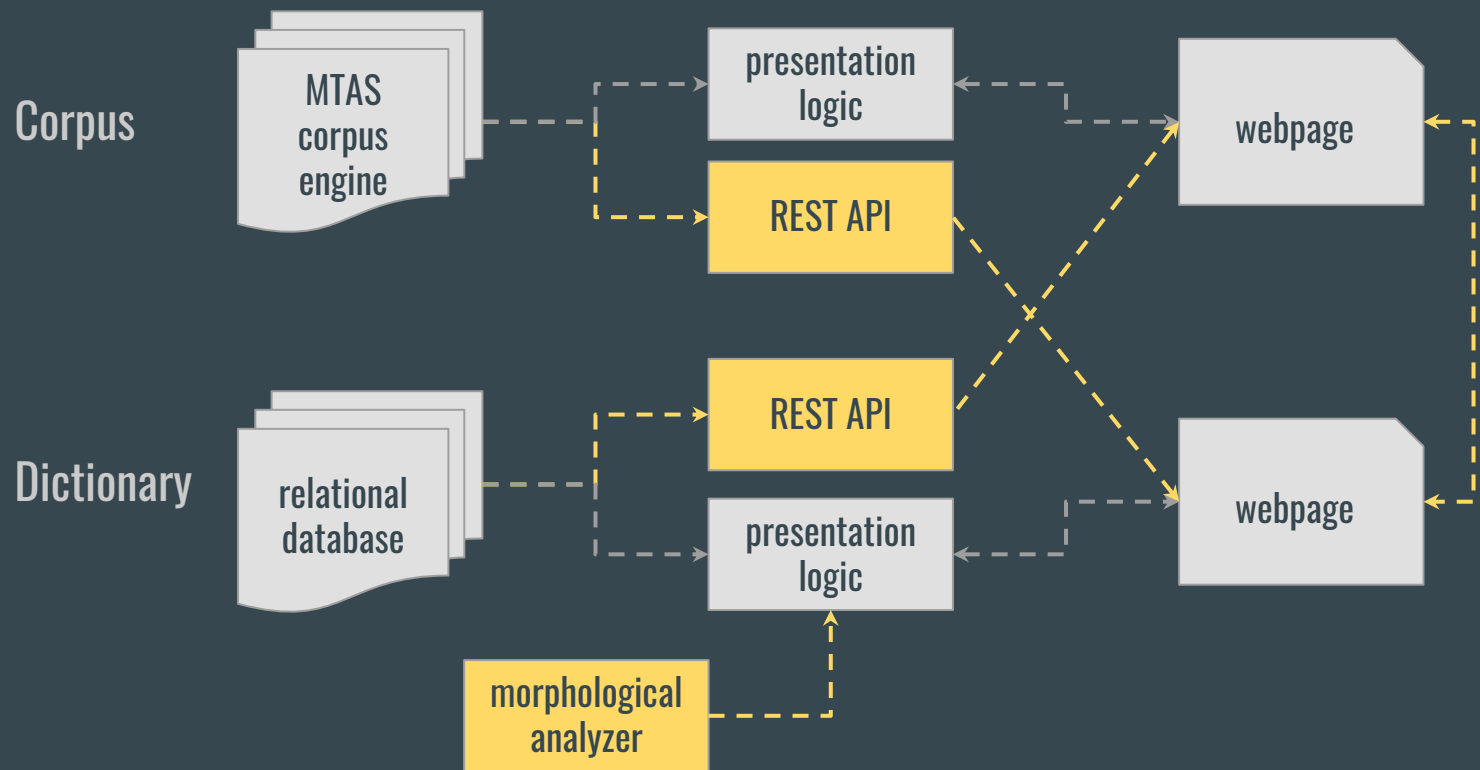 Corpus
MTAS
corpus
engine
presentation
logic
REST API
webpage
Dictionary
relational
database
REST API
presentation
logic
webpage
morphological
analyzer